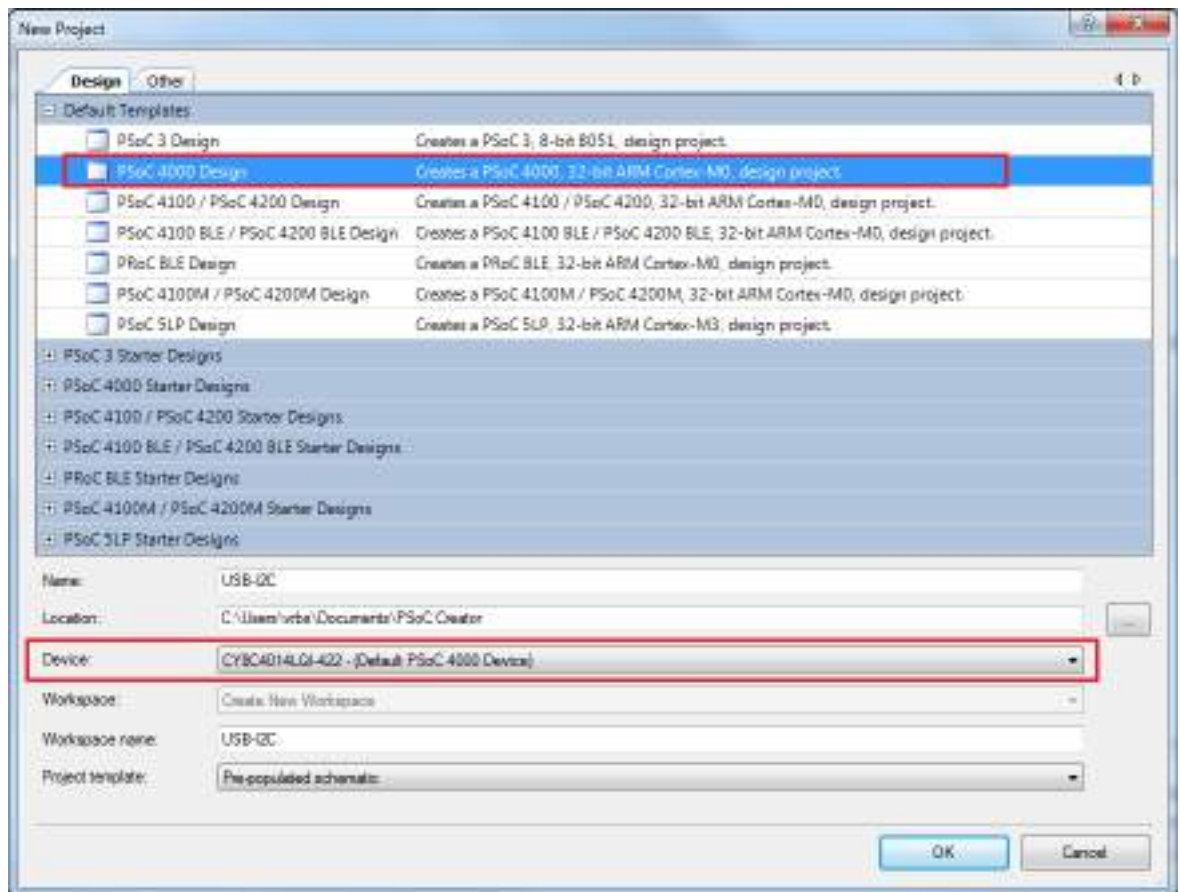 New Project
Design Other
Default Templates
PSoC 3 Design Creates a PSoC 3, 8-bit 8051, design project.
PSoC 4000 Design Creates a PSoC 4000, 32-bit ARM Cortex-M0, design project.
PSoC 4100 / PSoC 4200 Design Creates a PSoC 4100 / PSoC 4200, 32-bit ARM Cortex-M0, design project.
PSoC 4100 BLE / PSoC 4200 BLE Design Creates a PSoC 4100 BLE / PSoC 4200 BLE, 32-bit ARM Cortex-M0, design project.
PRoC BLE Design Creates a PRoC BLE, 32-bit ARM Cortex-M0, design project.
PSoC 4100M / PSoC 4200M Design Creates a PSoC 4100M / PSoC 4200M, 32-bit ARM Cortex-M0, design project.
PSoC 5LP Design Creates a PSoC 5LP, 32-bit ARM Cortex-M3, design project.
PSoC 3 Starter Designs
PSoC 4000 Starter Designs
PSoC 4100 / PSoC 4200 Starter Designs
PSoC 4100 BLE / PSoC 4200 BLE Starter Designs
PRoC BLE Starter Designs
PSoC 4100M / PSoC 4200M Starter Designs
PSoC 5LP Starter Designs
Name: USB-I2C
Location: C:\Users\vrbe\Documents\PSoC Creator
Device: CY8C4014LQI-422 - (Default PSoC 4000 Device)
Workspace: Create New Workspace
Workspace name: USB-I2C
Project template: Pre-populated schematic
OK Cancel